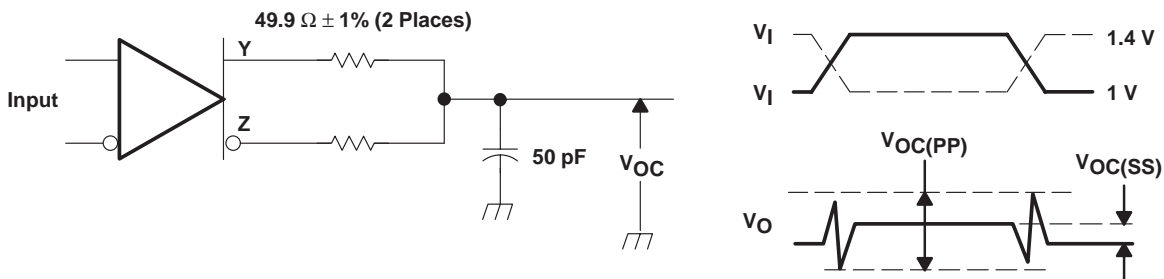 49.9 Ω ± 1% (2 Places)
Y
Input
Z
50 pF
VOC
VI
1.4 V
VI
1 V
VOC(PP)
VOC(SS)
VO